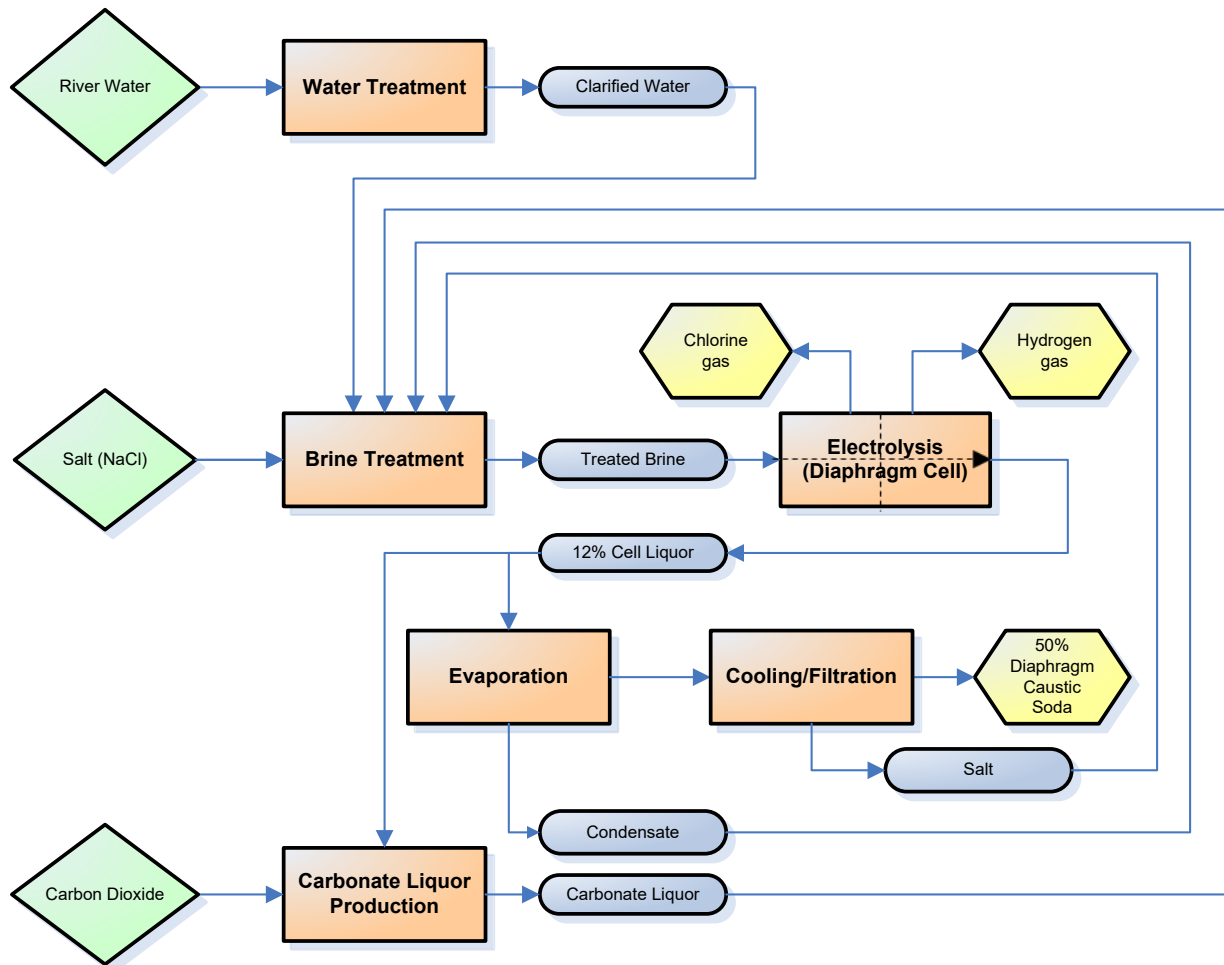 River Water
Water Treatment
Clarified Water
Chlorine
gas
Hydrogen
gas
Salt (NaCl)
Brine Treatment
Treated Brine
Electrolysis
(Diaphragm Cell)
12% Cell Liquor
Evaporation
Cooling/Filtration
50%
Diaphragm
Caustic
Soda
Salt
Condensate
Carbon Dioxide
Carbonate Liquor
Production
Carbonate Liquor